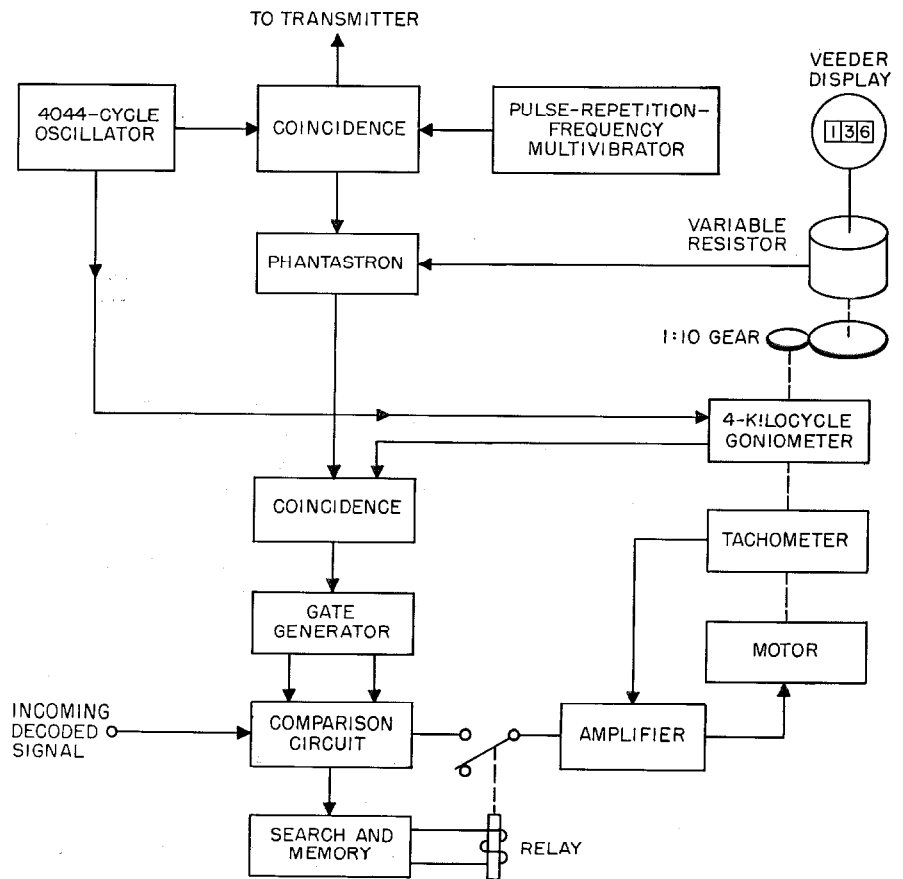 TO TRANSMITTER
VEEDER
DISPLAY
136
4044-CYCLE
OSCILLATOR
COINCIDENCE
PULSE-REPETITION-
FREQUENCY
MULTIVIBRATOR
VARIABLE
RESISTOR
PHANTASTRON
1:10 GEAR
4-KILOCYCLE
GONIOMETER
COINCIDENCE
TACHOMETER
GATE
GENERATOR
MOTOR
INCOMING
DECODED
SIGNAL
COMPARISON
CIRCUIT
AMPLIFIER
SEARCH AND
MEMORY
RELAY